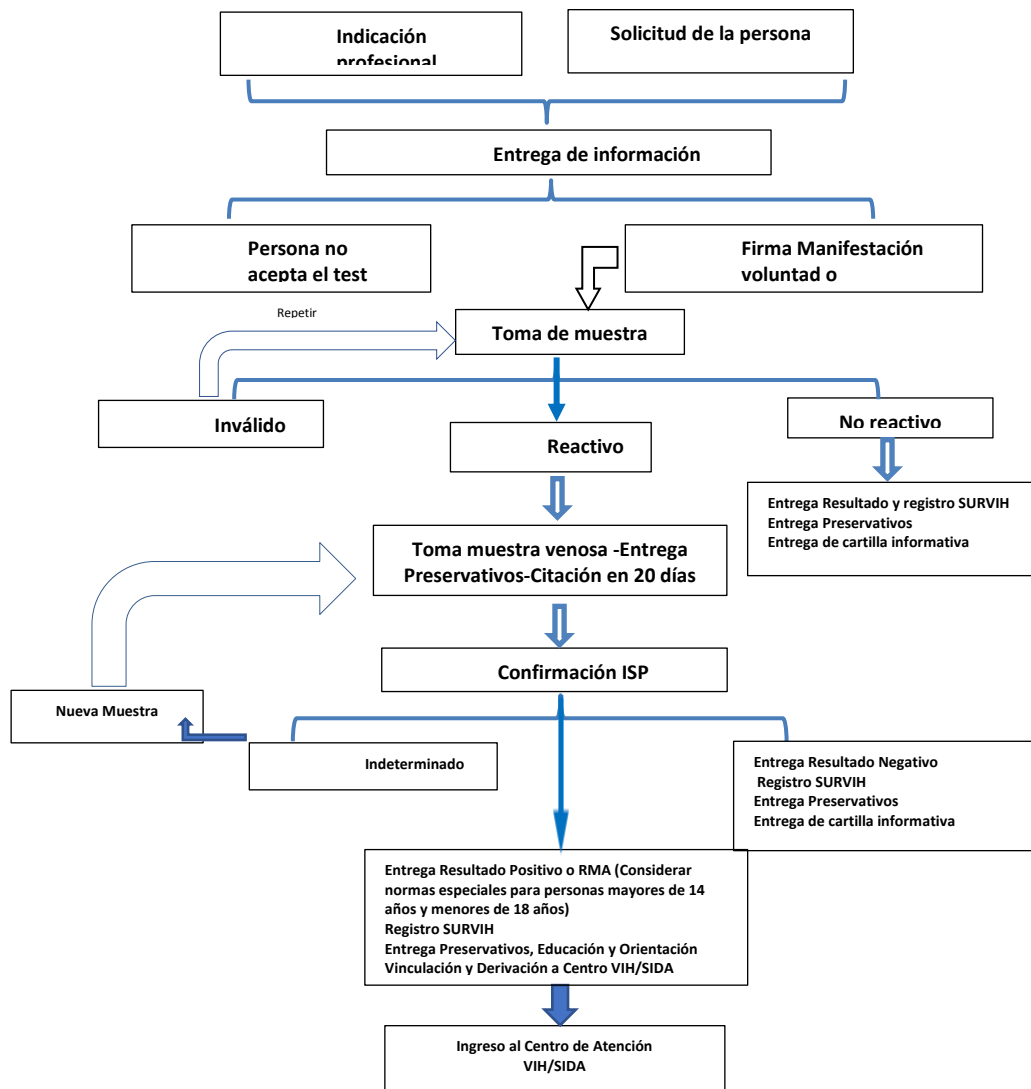 Indicación
profesional
Solicitud de la persona
Entrega de información
Persona no
acepta el test
Firma Manifestación
voluntad o
Repetir
Toma de muestra
Inválido
Reactivo
No reactivo
Entrega Resultado y registro SURVIH
Entrega Preservativos
Entrega de cartilla informativa
Toma muestra venosa -Entrega
Preservativos-Citación en 20 días
Confirmación ISP
Nueva Muestra
Indeterminado
Entrega Resultado Negativo
Registro SURVIH
Entrega Preservativos
Entrega de cartilla informativa
Entrega Resultado Positivo o RMA (Considerar
normas especiales para personas mayores de 14
años y menores de 18 años)
Registro SURVIH
Entrega Preservativos, Educación y Orientación
Vinculación y Derivación a Centro VIH/SIDA
Ingreso al Centro de Atención
VIH/SIDA